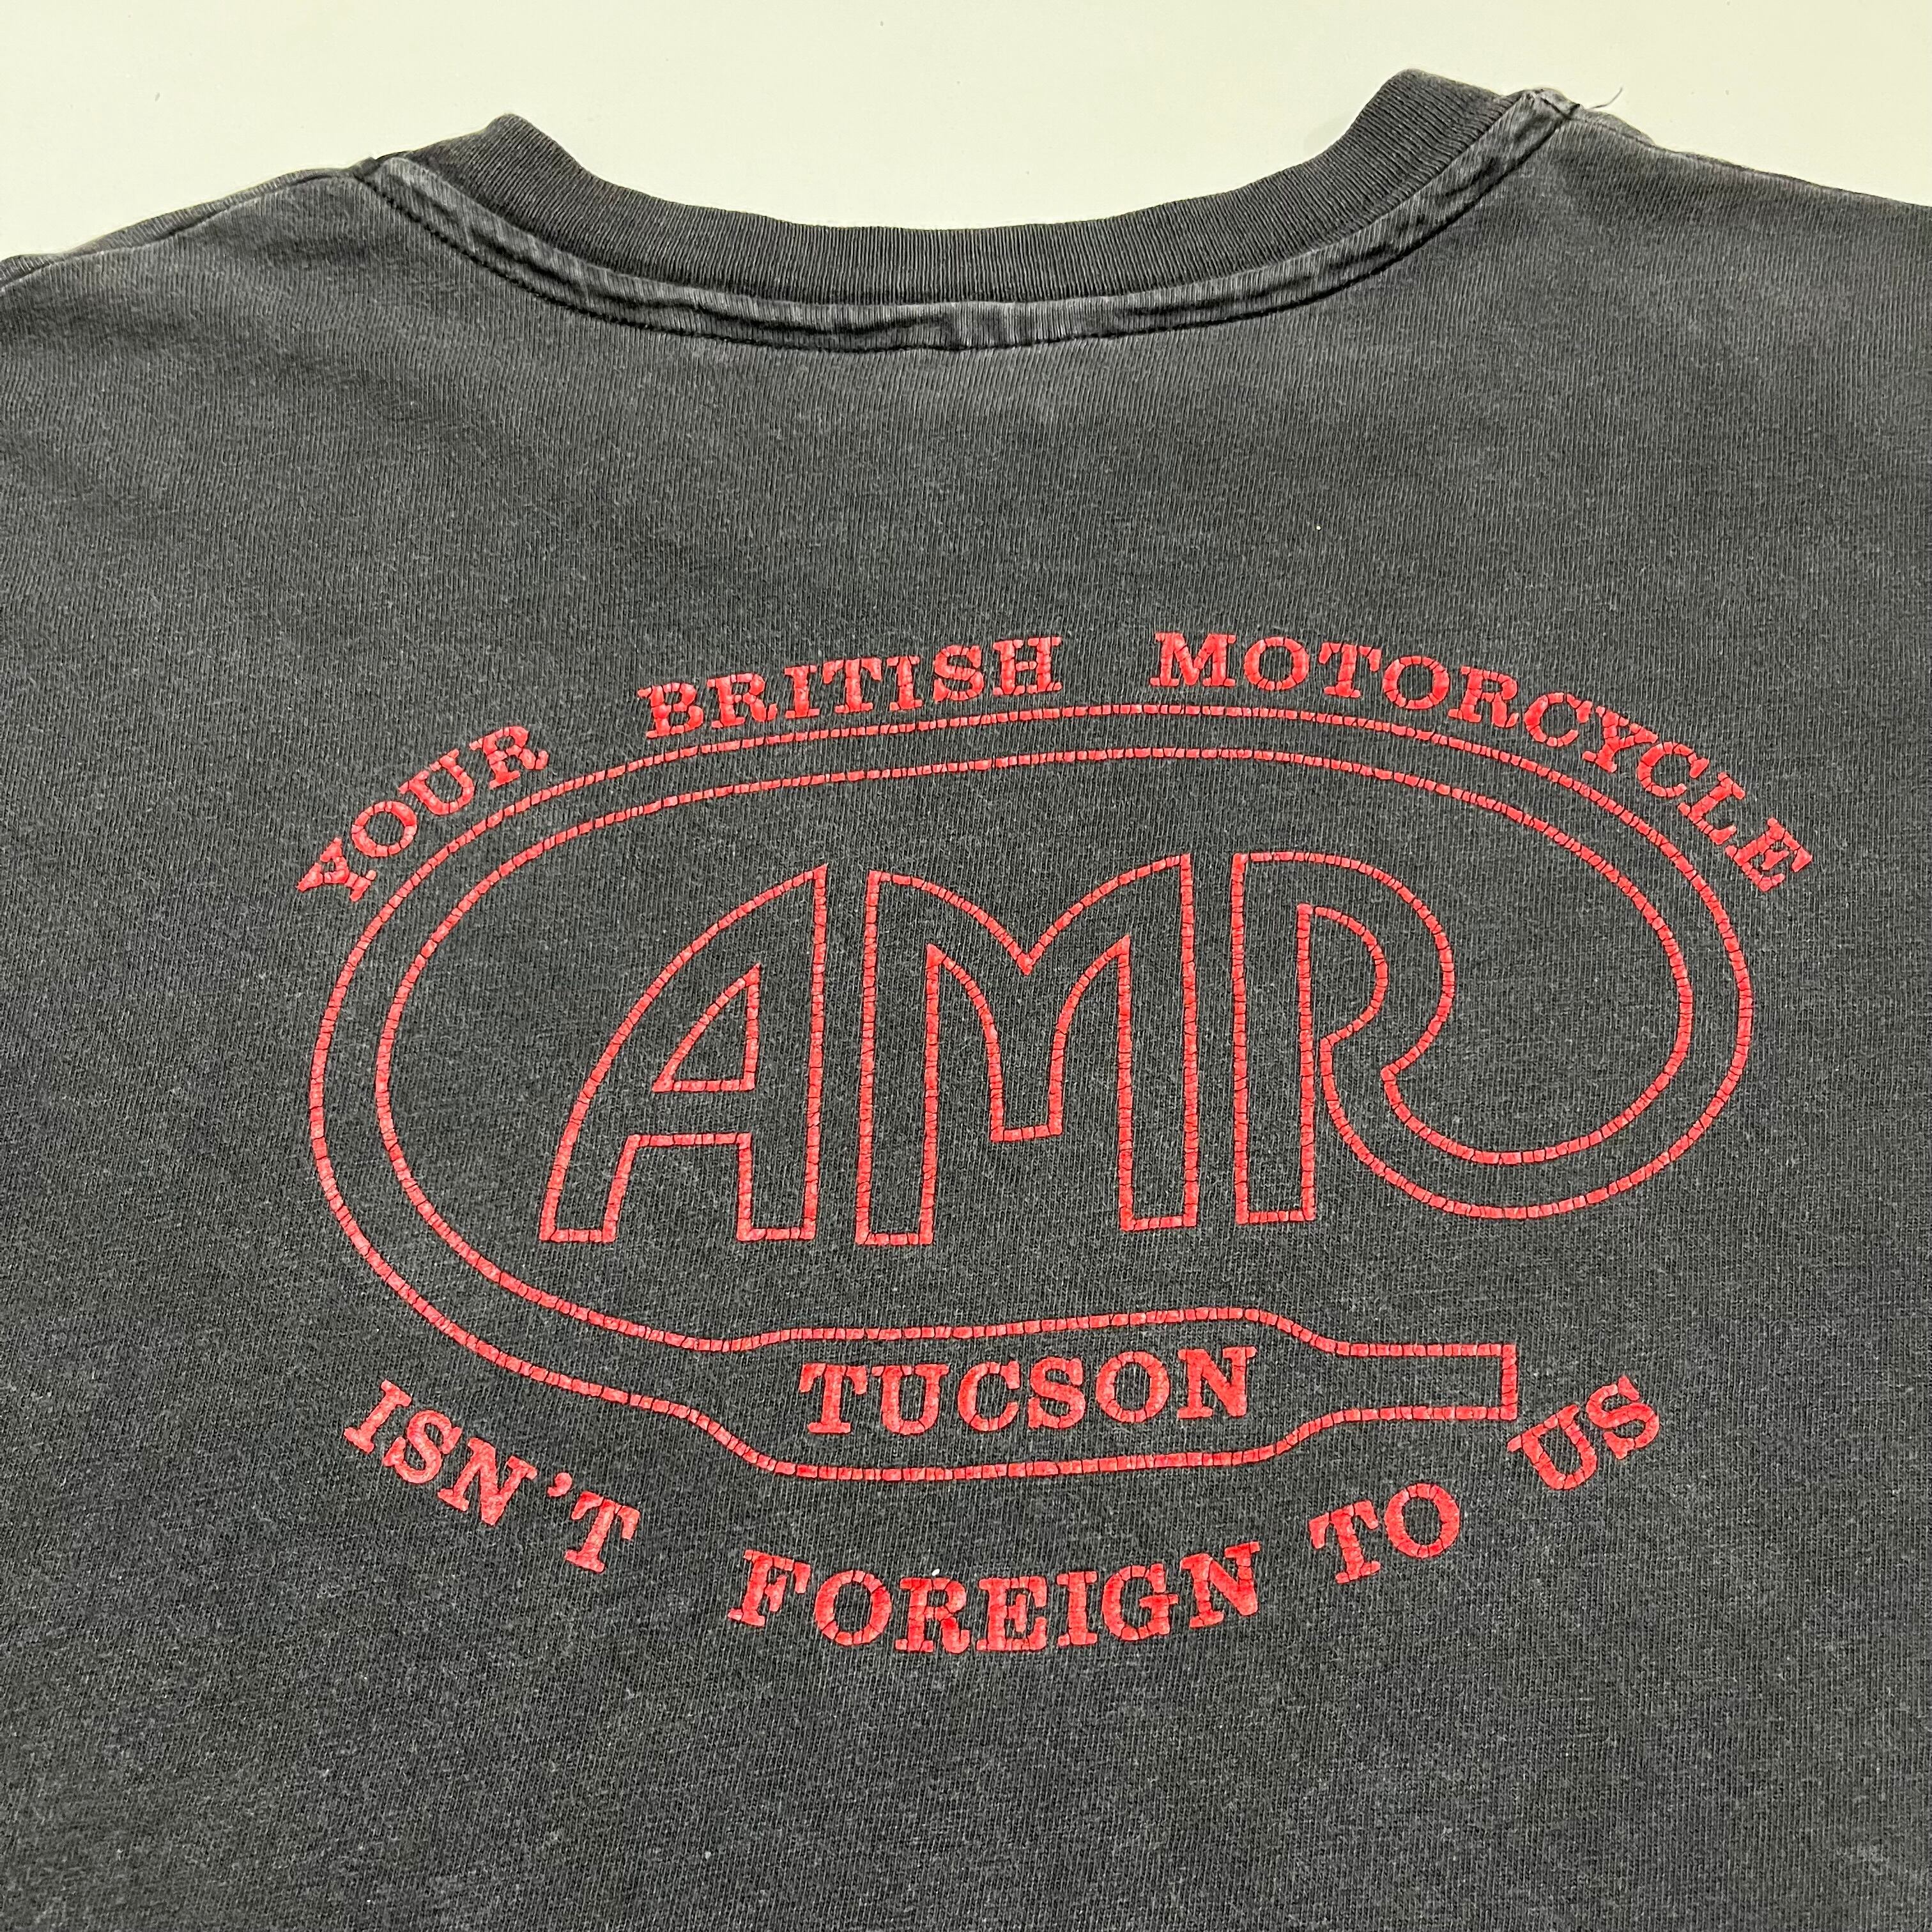 YOUR BRITISH MOTORCYCLE
AMR
TUCSON
ISN'T FOREIGN TO US